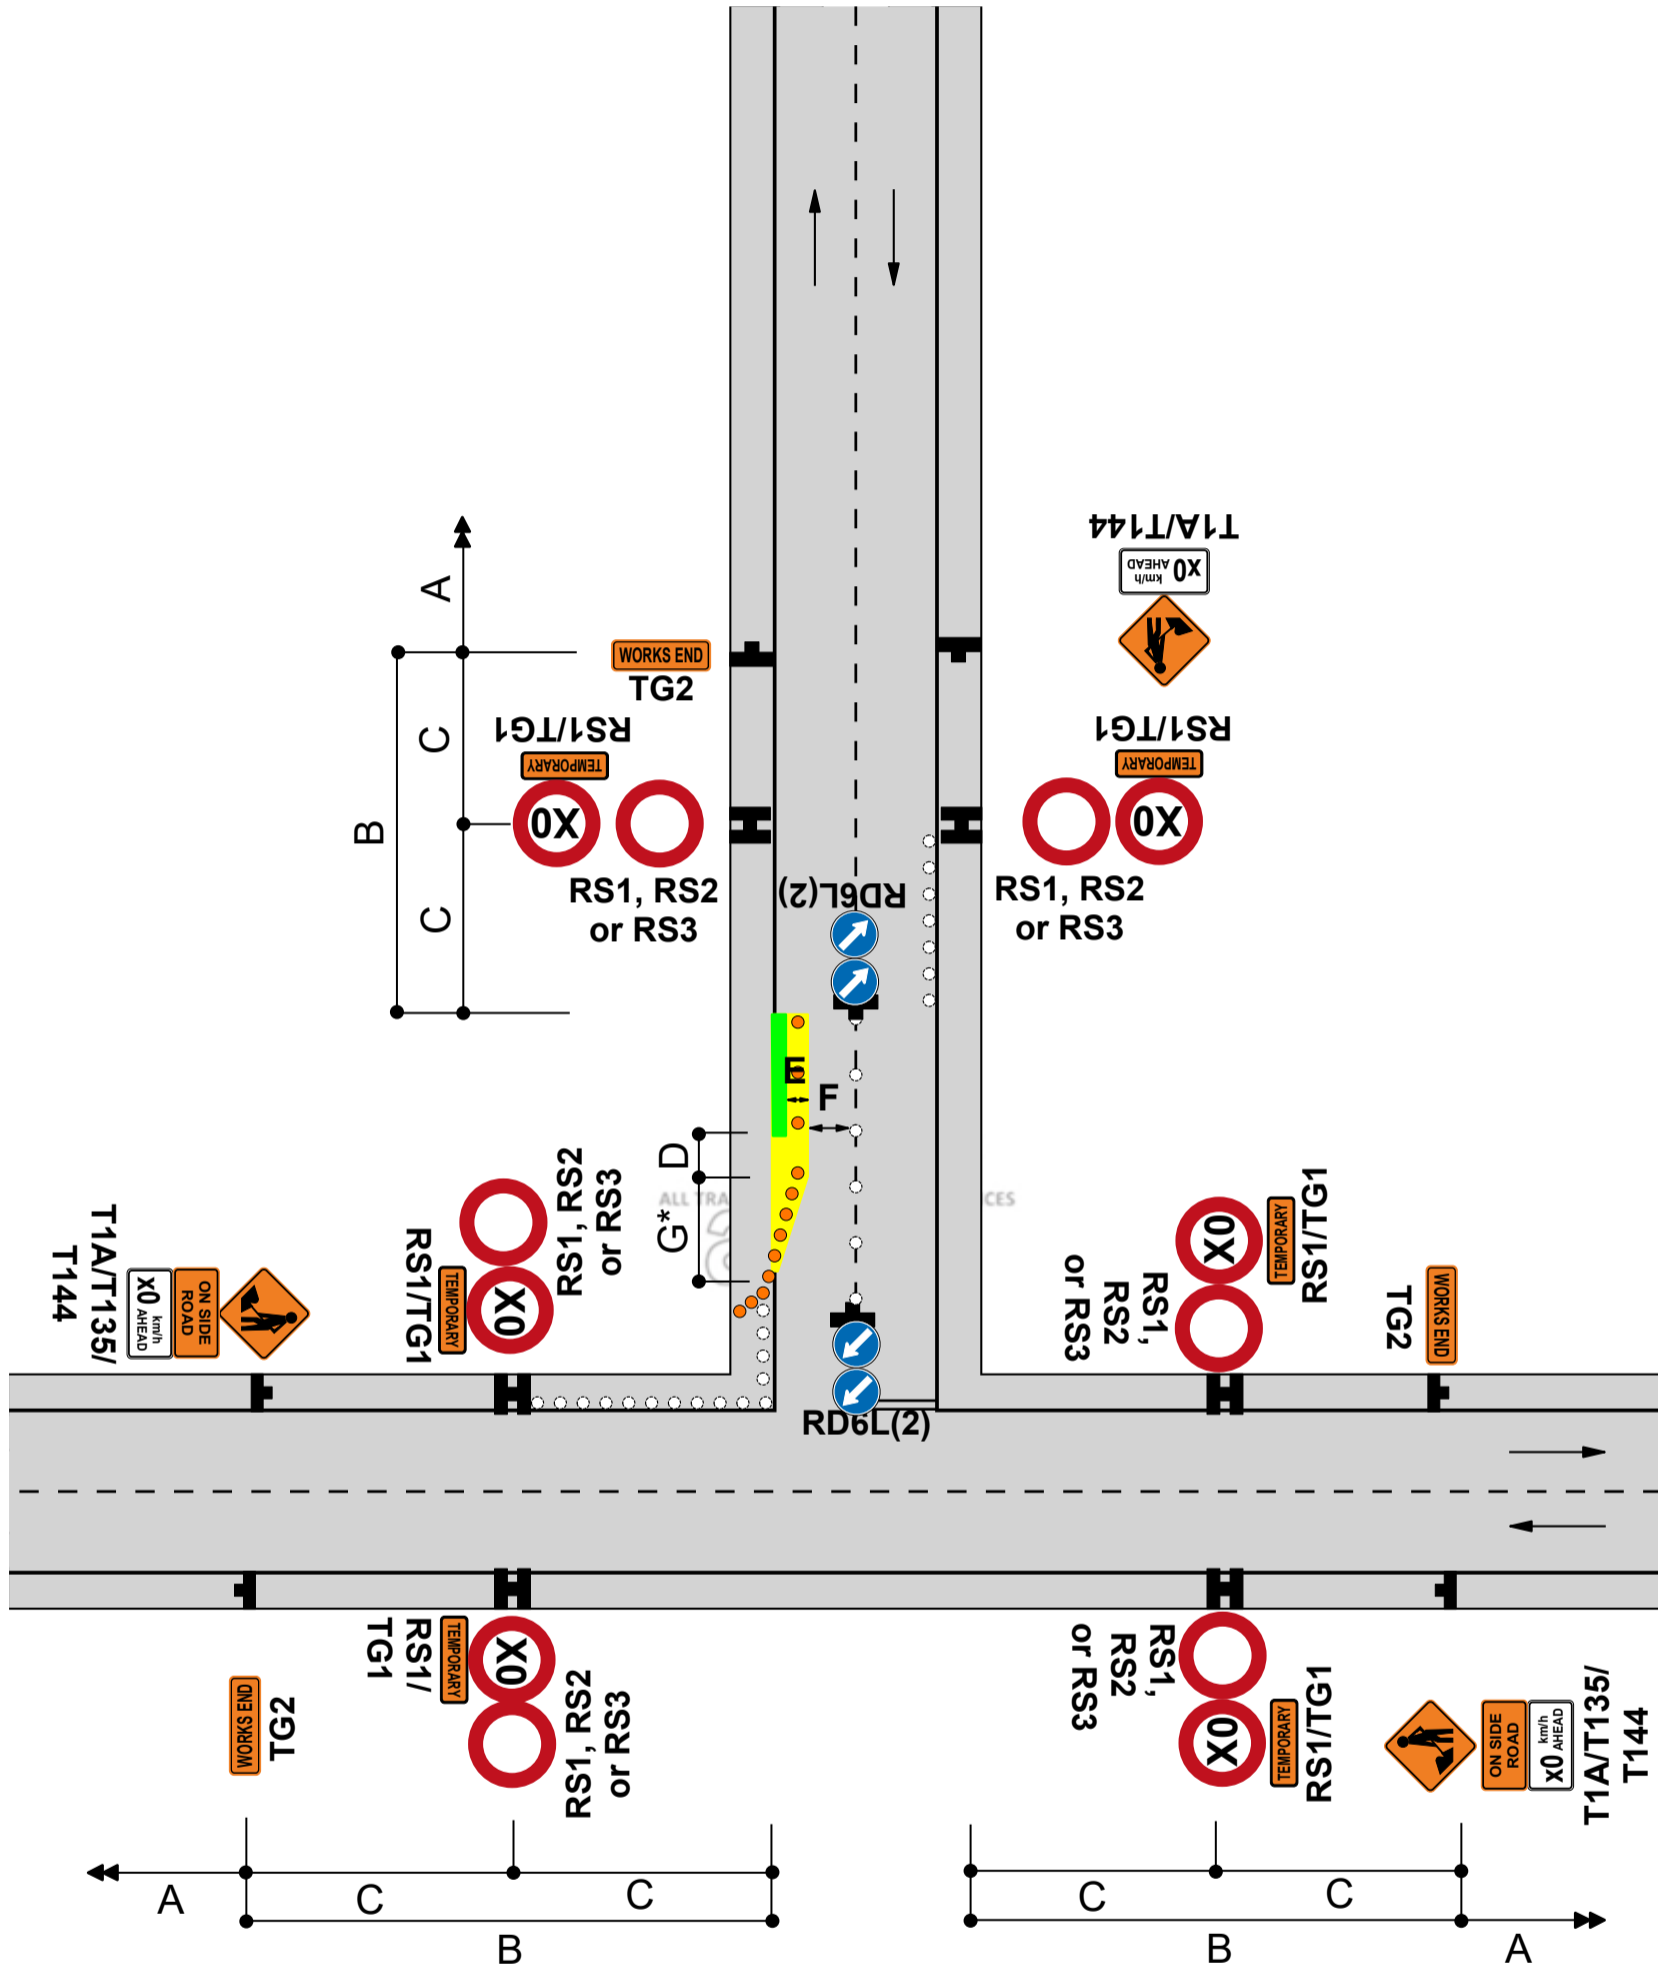 T1A/T144
x0 km/h AHEAD
A
WORKS END
TG2
C
RS1/TG1
TEMPORARY
X0
RS1, RS2
or RS3
RS1/TG1
TEMPORARY
X0
RS1, RS2
or RS3
B
C
RD6L(2)
E
F
D
G*
ALL TRA
CES
T1A/T135/
T144
x0 km/h AHEAD
ON SIDE
ROAD
RS1/TG1
TEMPORARY
X0
RS1, RS2
or RS3
RS1,
RS2
or RS3
X0
TEMPORARY
RS1/TG1
TG2
WORKS END
RD6L(2)
WORKS END
TG2
RS1/
TG1
TEMPORARY
X0
RS1, RS2
or RS3
RS1,
RS2
or RS3
X0
TEMPORARY
RS1/TG1
ON SIDE
ROAD
x0 km/h AHEAD
T1A/T135/
T144
A
C
C
B
C
C
B
A